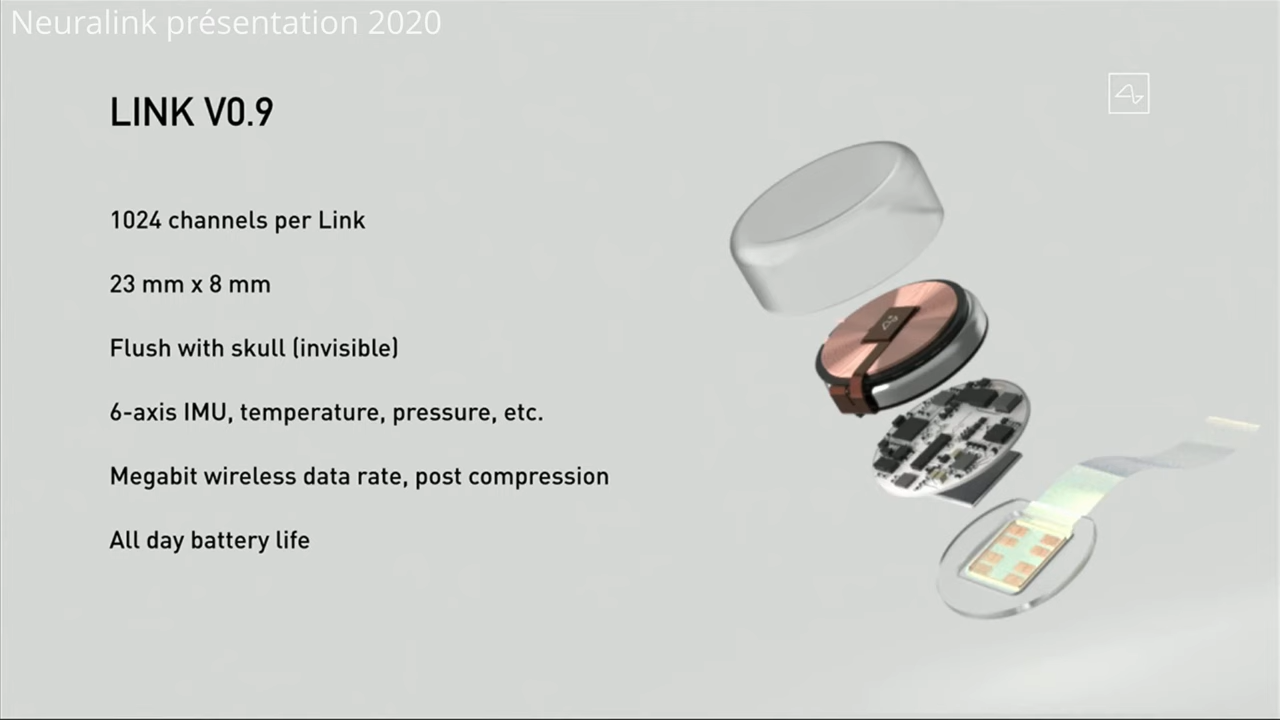 Neuralink présentation 2020
LINK V0.9
1024 channels per Link
23 mm x 8 mm
Flush with skull (invisible)
6-axis IMU, temperature, pressure, etc.
Megabit wireless data rate, post compression
All day battery life